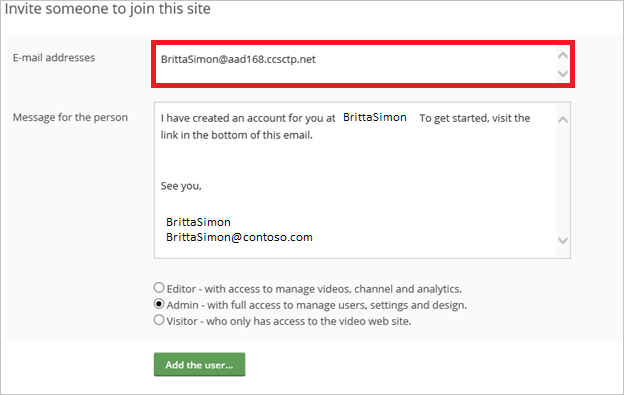 Invite someone to join this site
E-mail addresses
BrittaSimon@aad168.ccsctp.net
Message for the person
I have created an account for you at BrittaSimon To get started, visit the
link in the bottom of this email.
See you,
BrittaSimon
BrittaSimon@contoso.com
Editor - with access to manage videos, channel and analytics.
Admin - with full access to manage users, settings and design.
Visitor - who only has access to the video web site.
Add the user...